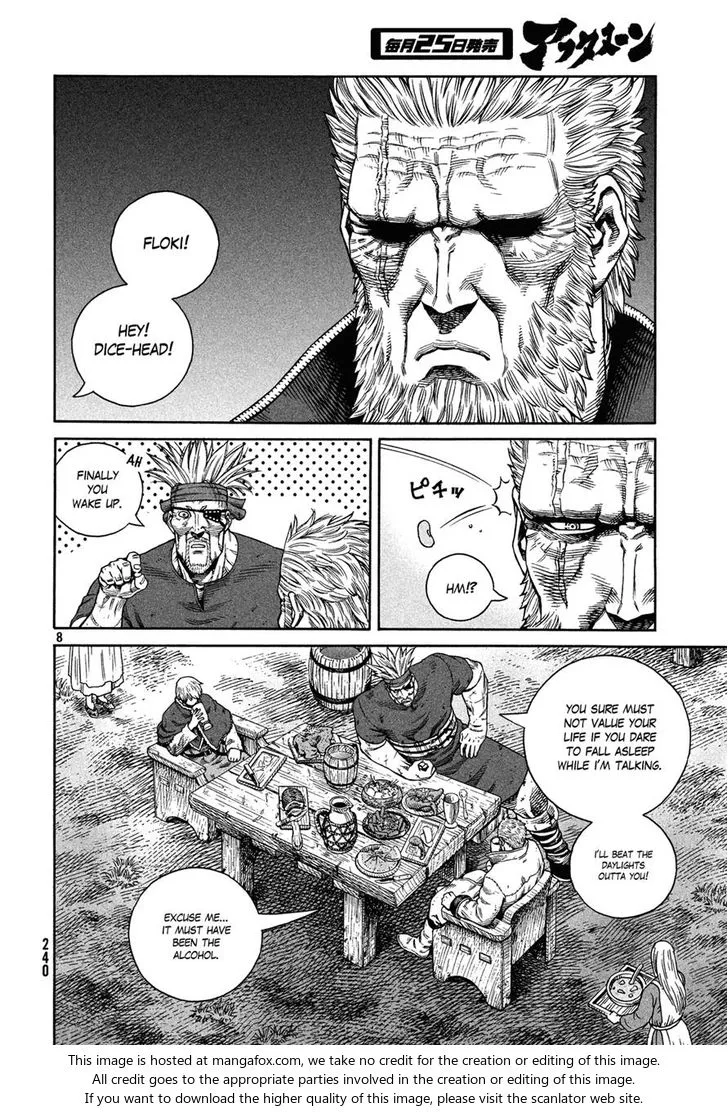 毎月25日発売 アフタヌーン
FLOKI!
HEY!
DICE-HEAD!
FINALLY
YOU
WAKE UP.
AH
ピチッ
HM!?
8
YOU SURE MUST
NOT VALUE YOUR
LIFE IF YOU DARE
TO FALL ASLEEP
WHILE I'M TALKING.
I'LL BEAT THE
DAYLIGHTS
OUTTA YOU!
EXCUSE ME...
IT MUST HAVE
BEEN THE
ALCOHOL.
240
This image is hosted at mangafox.com, we take no credit for the creation or editing of this image.
All credit goes to the appropriate parties involved in the creation or editing of this image.
If you want to download the higher quality of this image, please visit the scanlator web site.